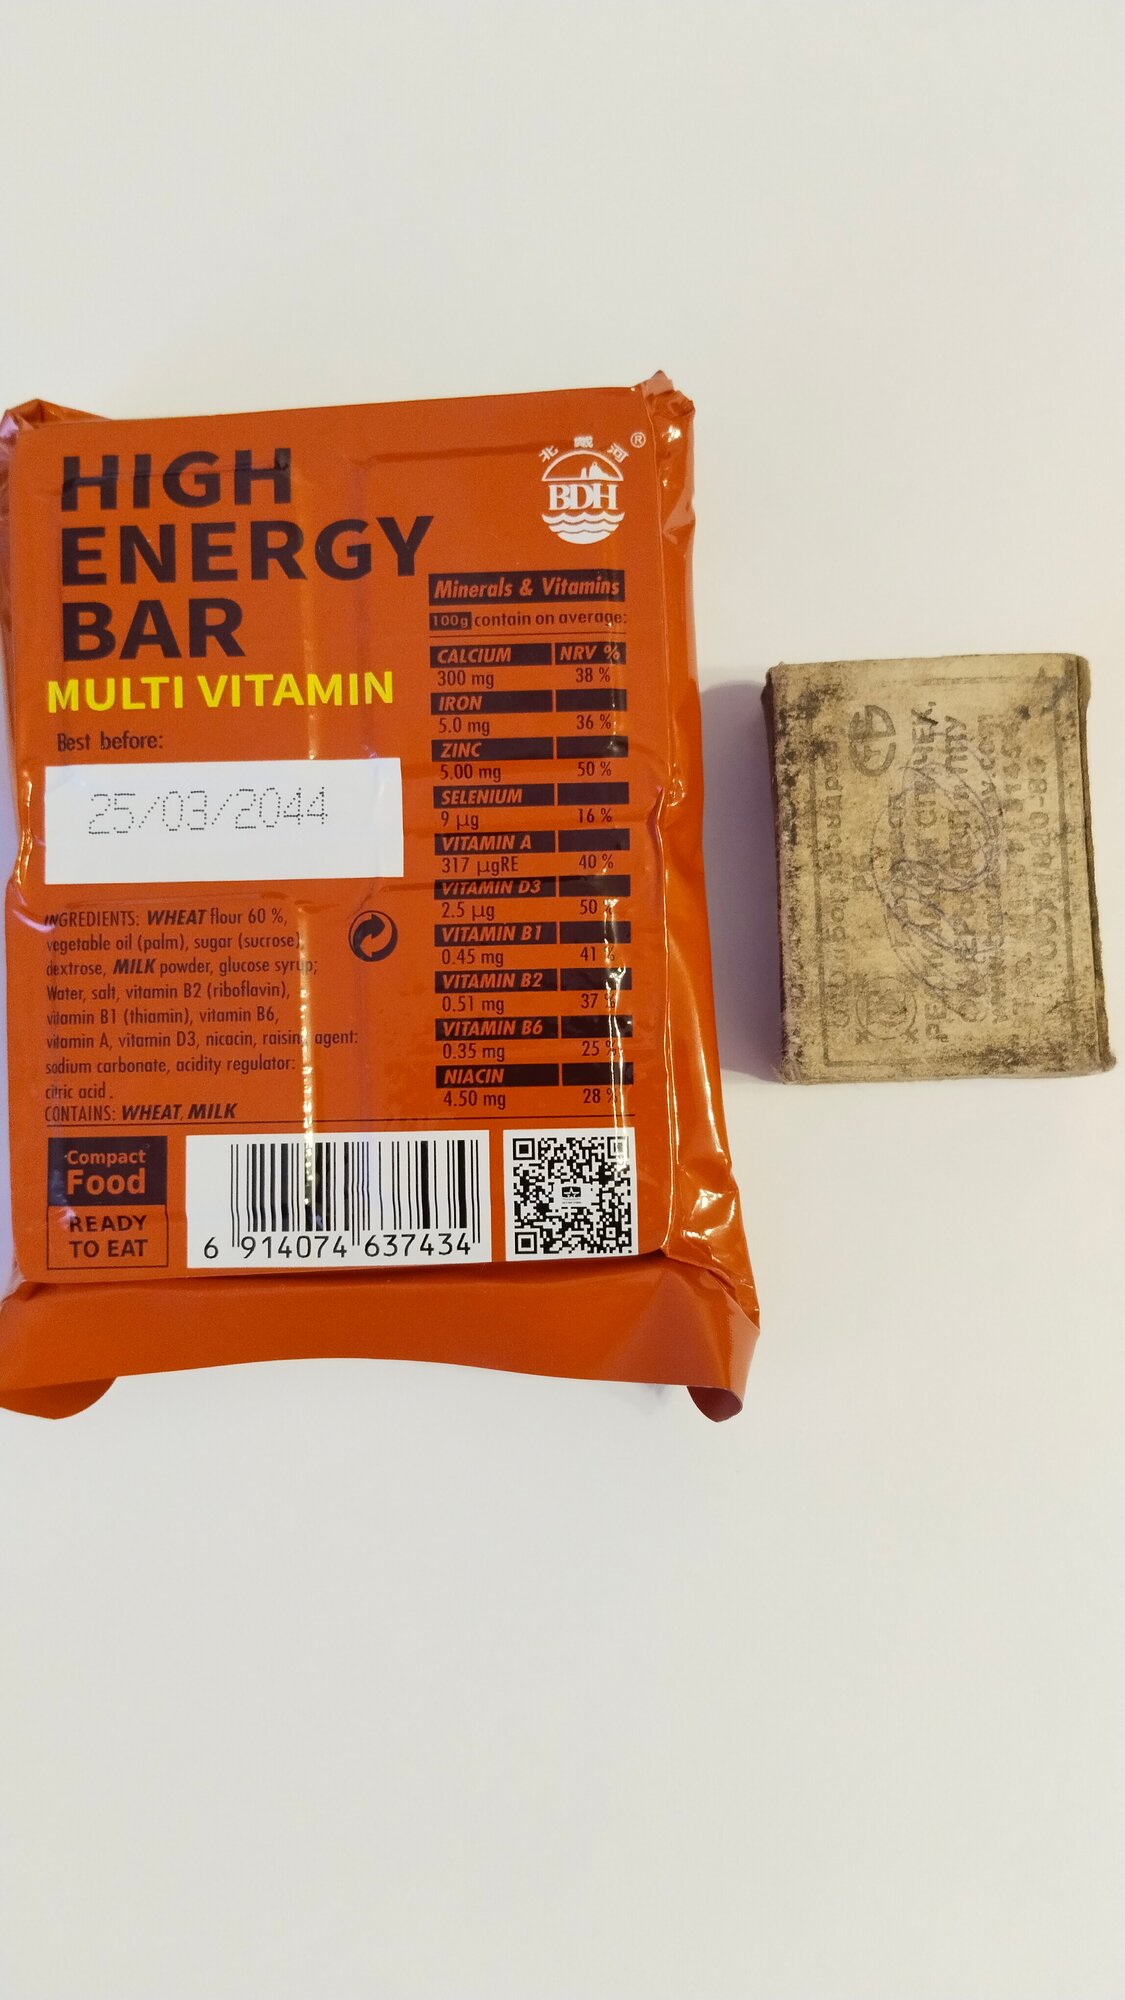 HIGH
ENERGY
BAR
MULTI VITAMIN
Best before:
25/03/2044
INGREDIENTS: WHEAT flour 60 %,
vegetable oil (palm), sugar (sucrose)
dextrose, MILK powder, glucose syrup;
Water, salt, vitamin B2 (riboflavin),
vitamin B1 (thiamin), vitamin B6,
vitamin A, vitamin D3, nicacin, raising agent:
sodium carbonate, acidity regulator:
citric acid.
CONTAINS: WHEAT, MILK
Compact
Food
READY
TO EAT
6 914074 637434
北戴河®
BDH
Minerals & Vitamins
100g contain on average:
CALCIUM NRV %
300 mg 38 %
IRON
5.0 mg 36 %
ZINC
5.00 mg 50 %
SELENIUM
9 µg 16 %
VITAMIN A
317 µgRE 40 %
VITAMIN D3
2.5 µg 50 %
VITAMIN B1
0.45 mg 41 %
VITAMIN B2
0.51 mg 37 %
VITAMIN B6
0.35 mg 25 %
NIACIN
4.50 mg 28 %